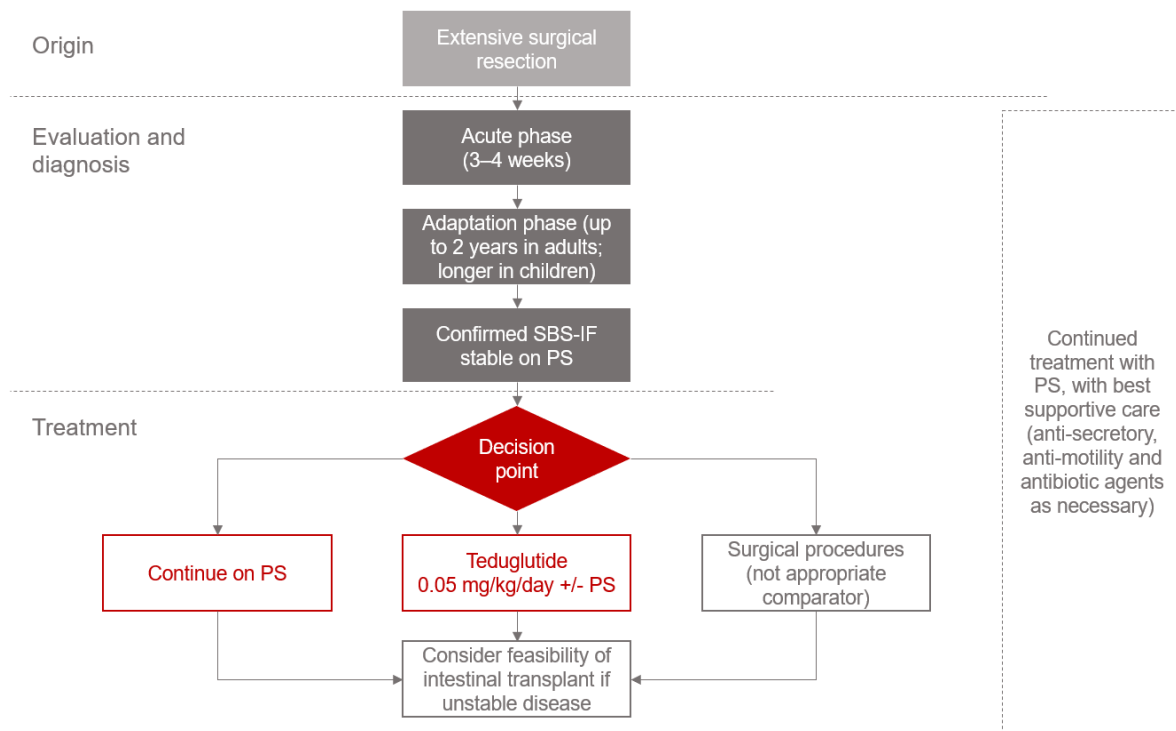 Origin
Extensive surgical
resection
Evaluation and
diagnosis
Acute phase
(3–4 weeks)
Adaptation phase (up
to 2 years in adults;
longer in children)
Confirmed SBS-IF
stable on PS
Treatment
Decision
point
Continue on PS
Teduglutide
0.05 mg/kg/day +/- PS
Surgical procedures
(not appropriate
comparator)
Consider feasibility of
intestinal transplant if
unstable disease
Continued
treatment with
PS, with best
supportive care
(anti-secretory,
anti-motility and
antibiotic agents
as necessary)